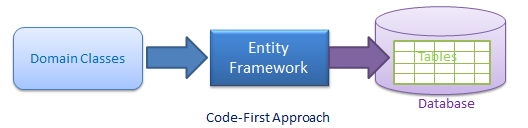 Domain Classes
Entity
Framework
Tables
Database
Code-First Approach